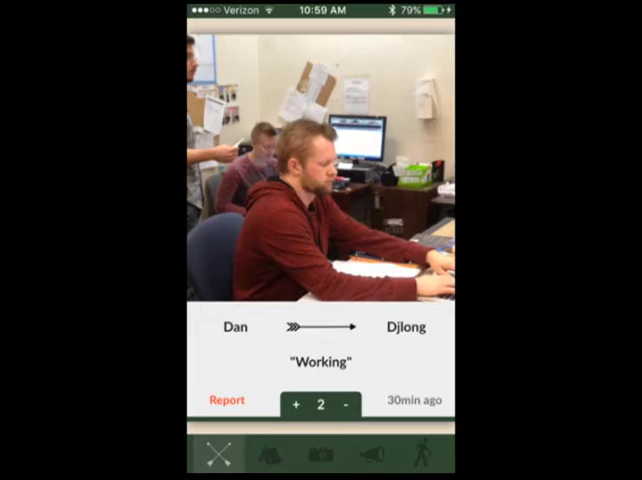 Verizon 10:59 AM 79%
Dan Djlong
"Working"
Report + 2 - 30min ago